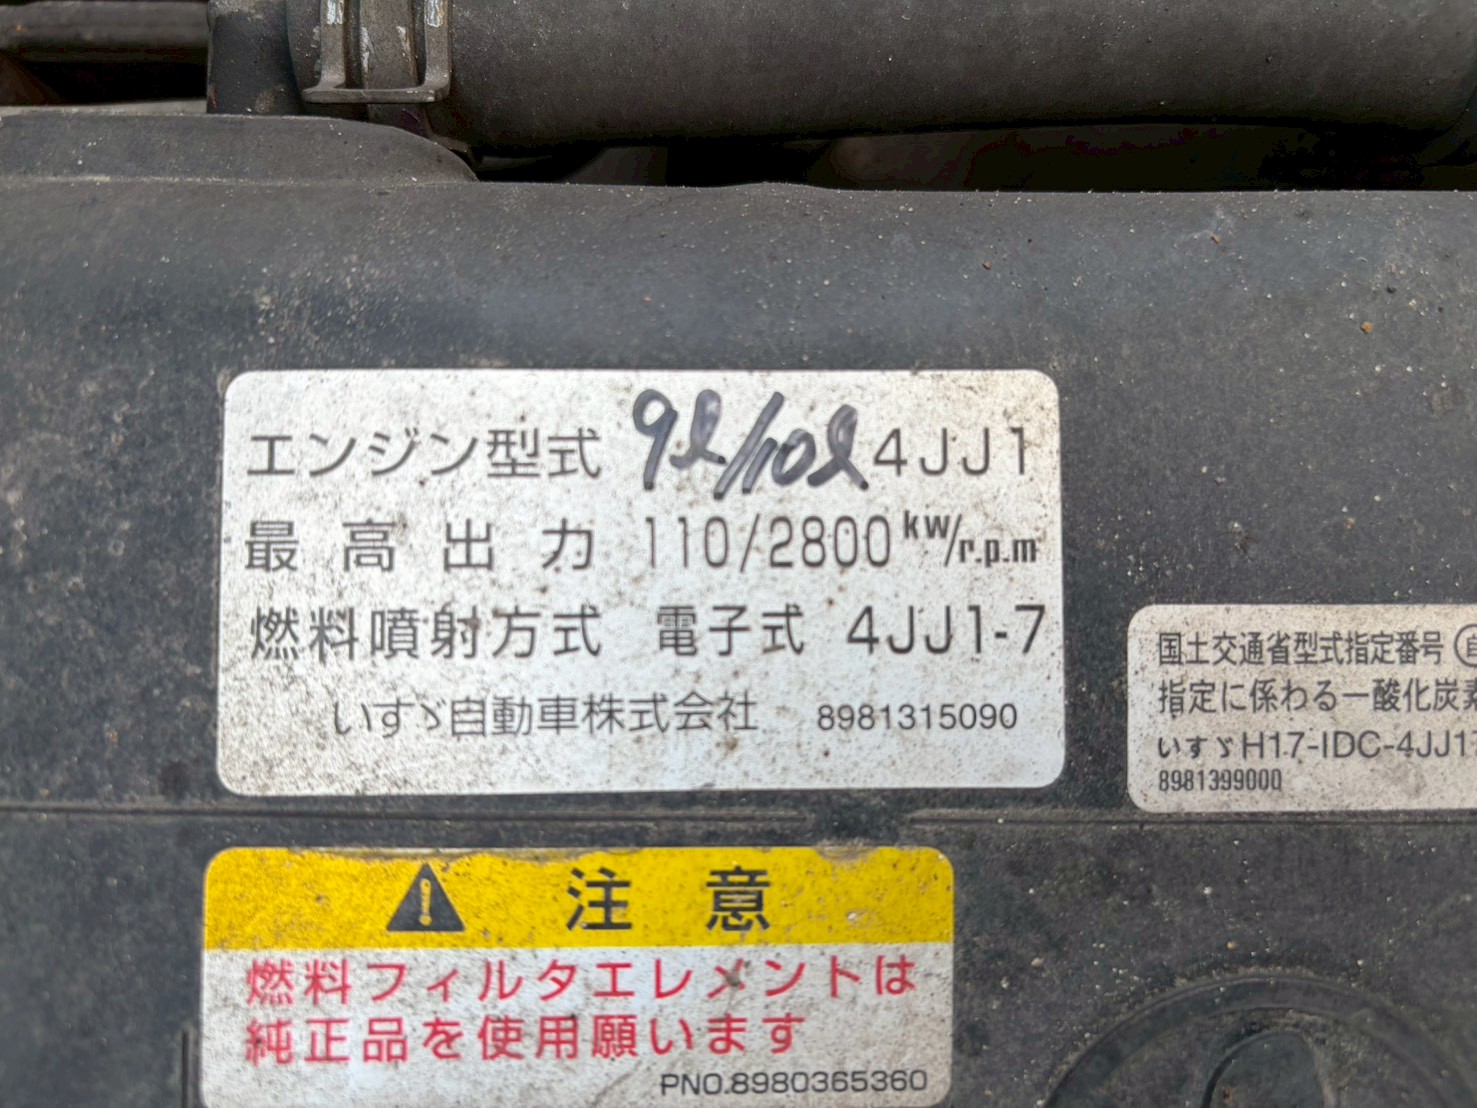 エンジン型式 9ℓ/10ℓ 4JJ1
最高出力 110/2800 kW/r.p.m
燃料噴射方式 電子式 4JJ1-7
いすゞ自動車株式会社 8981315090
国土交通省型式指定番号
指定に係わる一酸化炭素
いすゞH17-IDC-4JJ1
8981399000
注意
燃料フィルタエレメントは
純正品を使用願います
PNO.8980365360